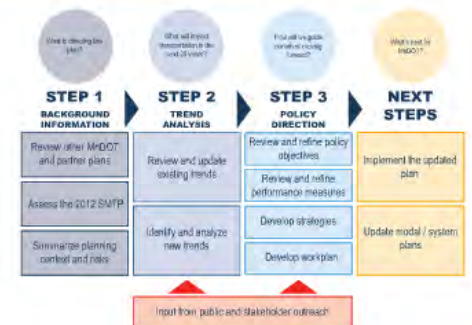 What is directing this
plan?
What will impact
transportation in the
next 20 years?
How will we guide
ourselves moving
forward?
What's next for
MnDOT?
STEP 1
BACKGROUND
INFORMATION
STEP 2
TREND
ANALYSIS
STEP 3
POLICY
DIRECTION
NEXT
STEPS
Review other MnDOT
and partner plans
Assess the 2012 SMTP
Summarize planning
context and risks
Review and update
existing trends
Identify and analyze
new trends
Review and refine policy
objectives
Review and refine
performance measures
Develop strategies
Develop workplan
Implement the updated
plan
Update modal / system
plans
Input from public and stakeholder outreach